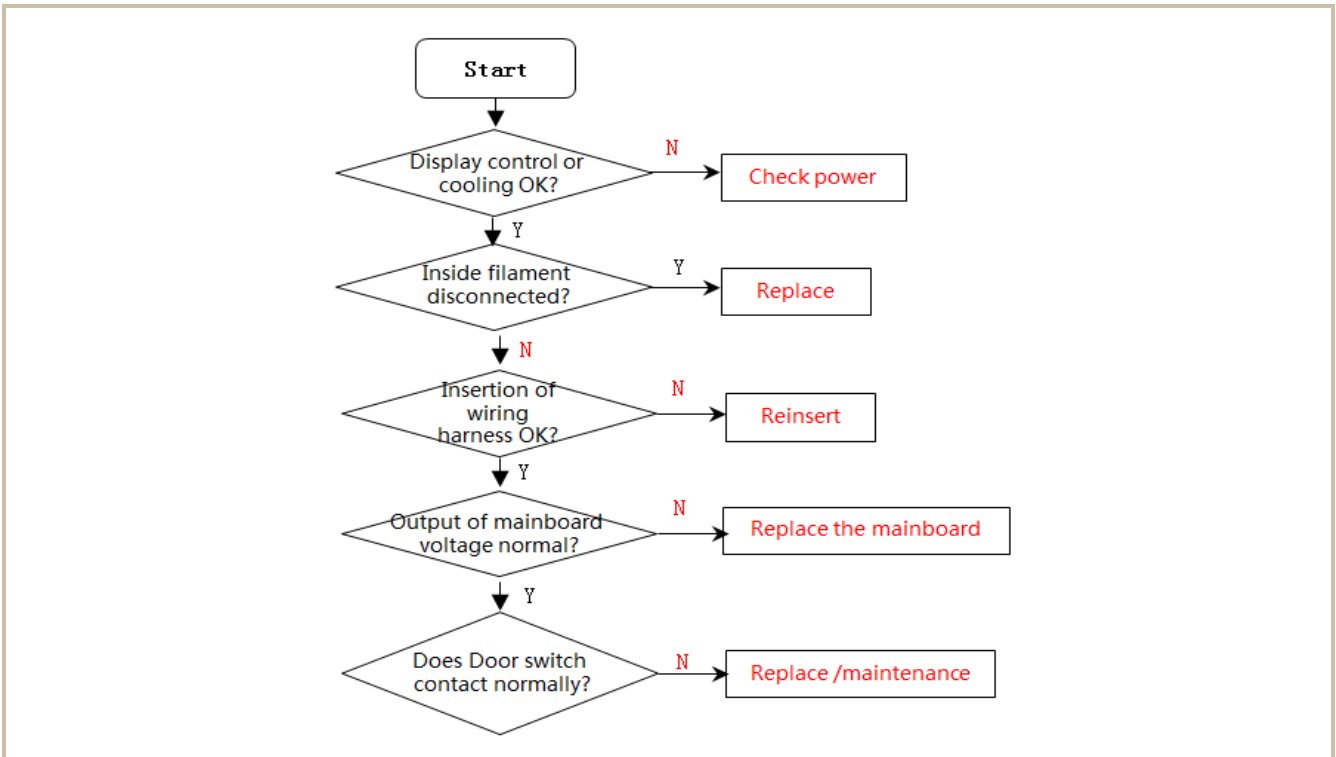 Start
Display control or
cooling OK?
N
Check power
Y
Inside filament
disconnected?
Y
Replace
N
Insertion of
wiring
harness OK?
N
Reinsert
Y
Output of mainboard
voltage normal?
N
Replace the mainboard
Y
Does Door switch
contact normally?
N
Replace /maintenance